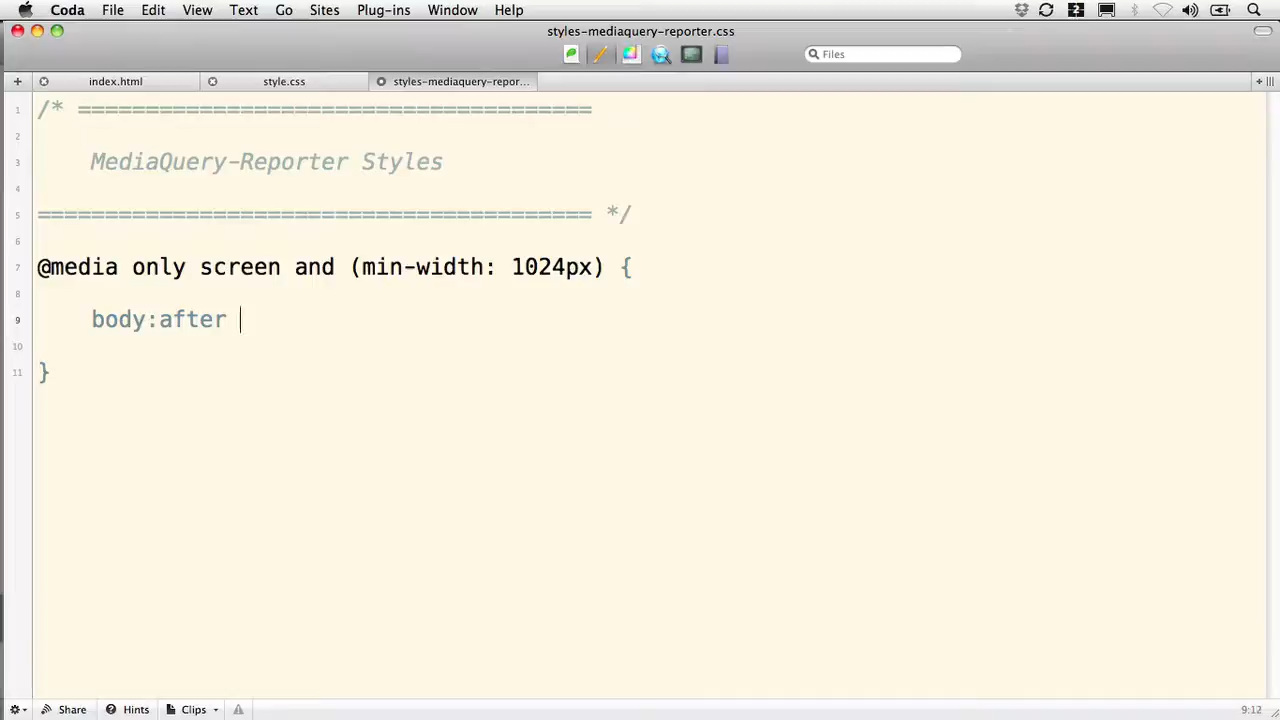 Coda File Edit View Text Go Sites Plug-ins Window Help
styles-mediaquery-reporter.css
Files
index.html style.css styles-mediaquery-repor...
1 /* ======================================
2
3 MediaQuery-Reporter Styles
4
5 ========================================= */
6
7 @media only screen and (min-width: 1024px) {
8
9 body:after
10
11 }
Share Hints Clips 9:12